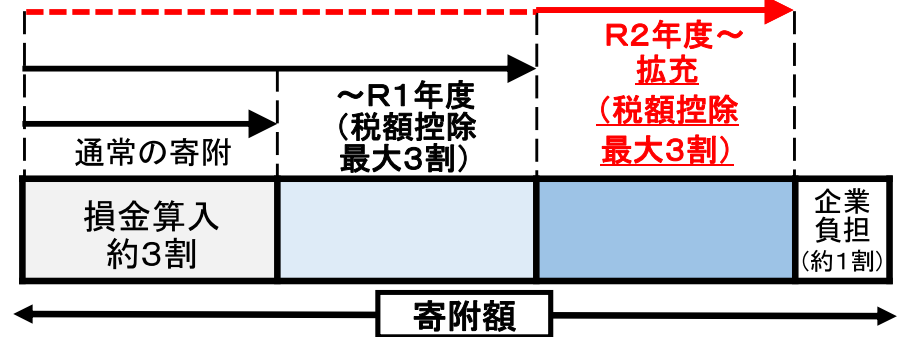 R2年度～
拡充
(税額控除
最大3割)
～R1年度
(税額控除
最大3割)
通常の寄附
損金算入
約3割
企業
負担
(約1割)
寄附額